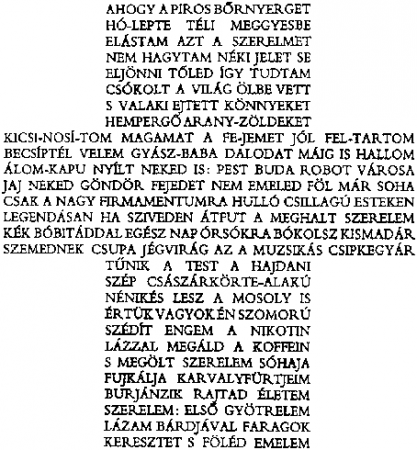 AHOGY A PIROS BŐRNYERGET
HÓ-LEPTE TÉLI MEGGYESBE
ELÁSTAM AZT A SZERELMET
NEM HAGYTAM NÉKI JELET SE
ELJÖNNI TŐLED ÍGY TUDTAM
CSÓKOLT A VILÁG ÖLBE VETT
S VALAKI EJTETT KÖNNYEKET
HEMPERGŐ ARANY-ZÖLDEKET
KICSI-NOSÍ-TOM MAGAMAT A FE-JEMET JÓL FEL-TARTOM
BECSÍPTÉL VELEM GYÁSZ-BABA DALODAT MÁIG IS HALLOM
ÁLOM-KAPU NYÍLT NEKED IS: PEST BUDA ROBOT VÁROSA
JAJ NEKED GÖNDÖR FEJEDET NEM EMELED FÖL MÁR SOHA
CSAK A NAGY FIRMAMENTUMRA HULLÓ CSILLAGÚ ESTEKEN
LEGENDÁSAN HA SZIVEDEN ÁTFUT A MEGHALT SZERELEM
KÉK BÓBITÁDDAL EGÉSZ NAP ÓRSÓKRA BÓKOLSZ KISMADÁR
SZEMEDNEK CSUPA JÉGVIRÁG AZ A MUZSIKÁS CSIPKEGYÁR
TŰNIK A TEST A HAJDANI
SZÉP CSÁSZÁRKÖRTE-ALAKÚ
NÉNIKÉS LESZ A MOSOLY IS
ÉRTÜK VAGYOK ÉN SZOMORÚ
SZÉDÍT ENGEM A NIKOTIN
LÁZZAL MEGÁLD A KOFFEIN
S MEGÖLT SZERELEM SÓHAJA
FUJKÁLJA KARVALYFÜRTJEIM
BURJÁNZIK RAJTAD ÉLETEM
SZERELEM: ELSŐ GYÖTRELEM
LÁZAM BÁRDJÁVAL FARAGOK
KERESZTET S FÖLÉD EMELEM